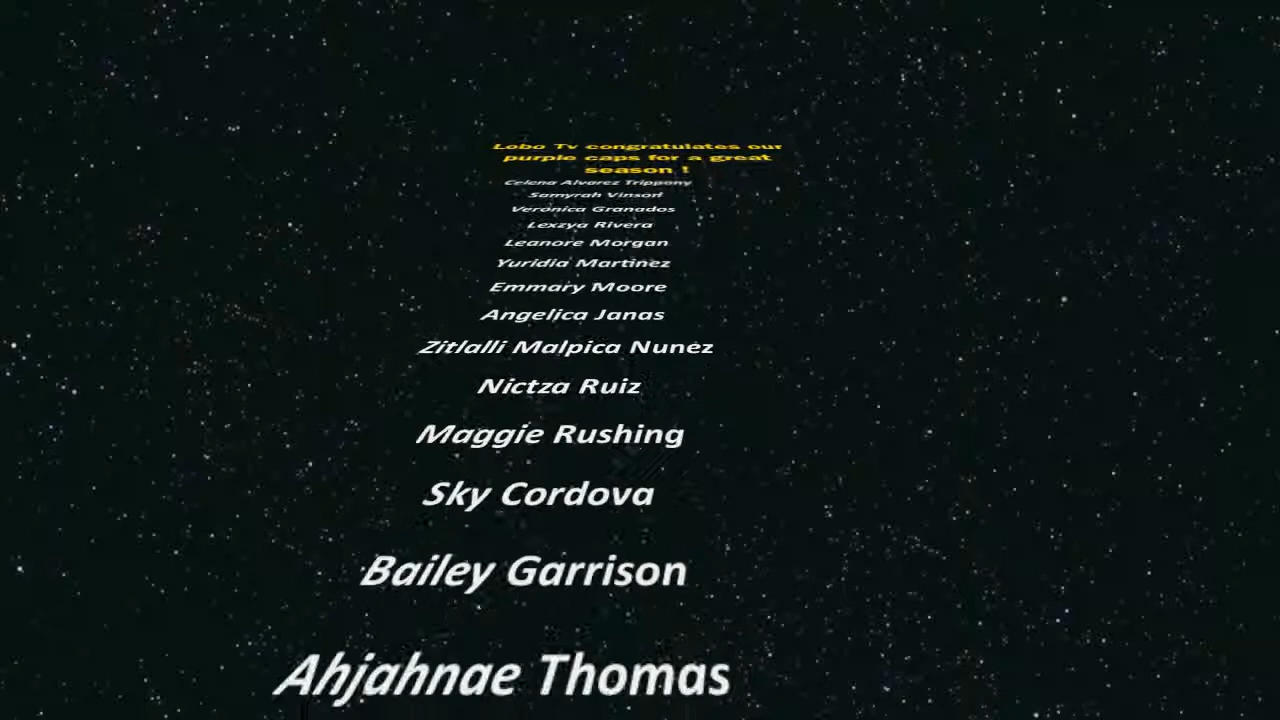 Lobo Tv congratulates our
purple caps for a great
season !
Celena Alvarez Trippony
Samyrah Vinson
Veronica Granados
Lexzya Rivera
Leanore Morgan
Yuridia Martinez
Emmary Moore
Angelica Janas
Zitlalli Malpica Nunez
Nictza Ruiz
Maggie Rushing
Sky Cordova
Bailey Garrison
Ahjahnae Thomas